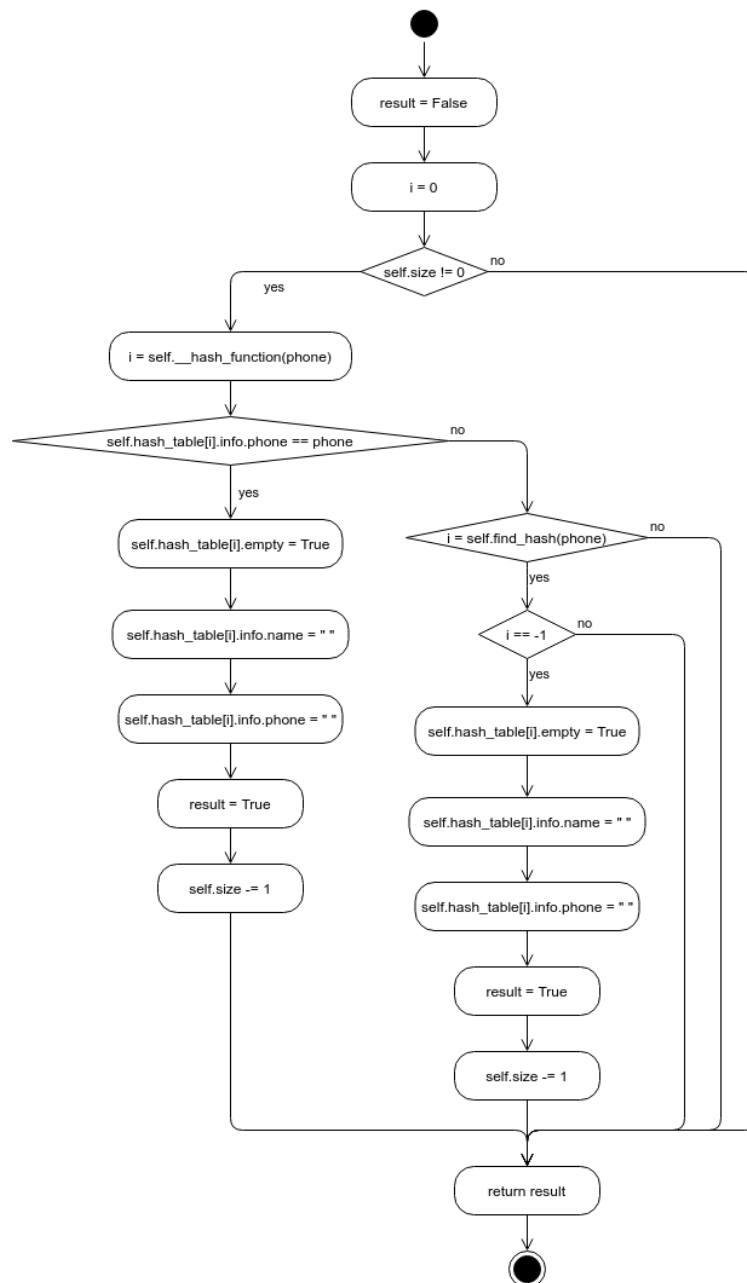 result = False
i = 0
self.size != 0
no
yes
i = self.__hash_function(phone)
self.hash_table[i].info.phone == phone
no
yes
self.hash_table[i].empty = True
self.hash_table[i].info.name = " "
self.hash_table[i].info.phone = " "
result = True
self.size -= 1
i = self.find_hash(phone)
no
yes
i == -1
no
yes
self.hash_table[i].empty = True
self.hash_table[i].info.name = " "
self.hash_table[i].info.phone = " "
result = True
self.size -= 1
return result